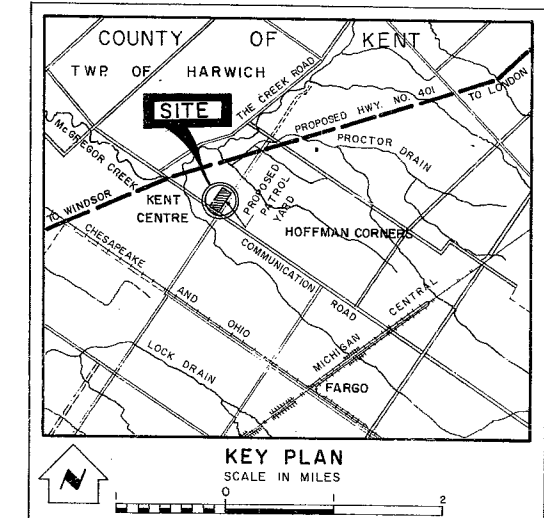 COUNTY OF KENT
TWP. OF HARWICH
THE CREEK ROAD
SITE
PROPOSED HWY. NO. 401
TO LONDON
McGREGOR CREEK
PROCTOR DRAIN
TO WINDSOR
KENT
CENTRE
PROPOSED
PATROL
YARD
HOFFMAN CORNERS
CHESAPEAKE AND OHIO
COMMUNICATION ROAD
MICHIGAN CENTRAL
LOCK DRAIN
FARGO
KEY PLAN
SCALE IN MILES
N
1 0 1 2